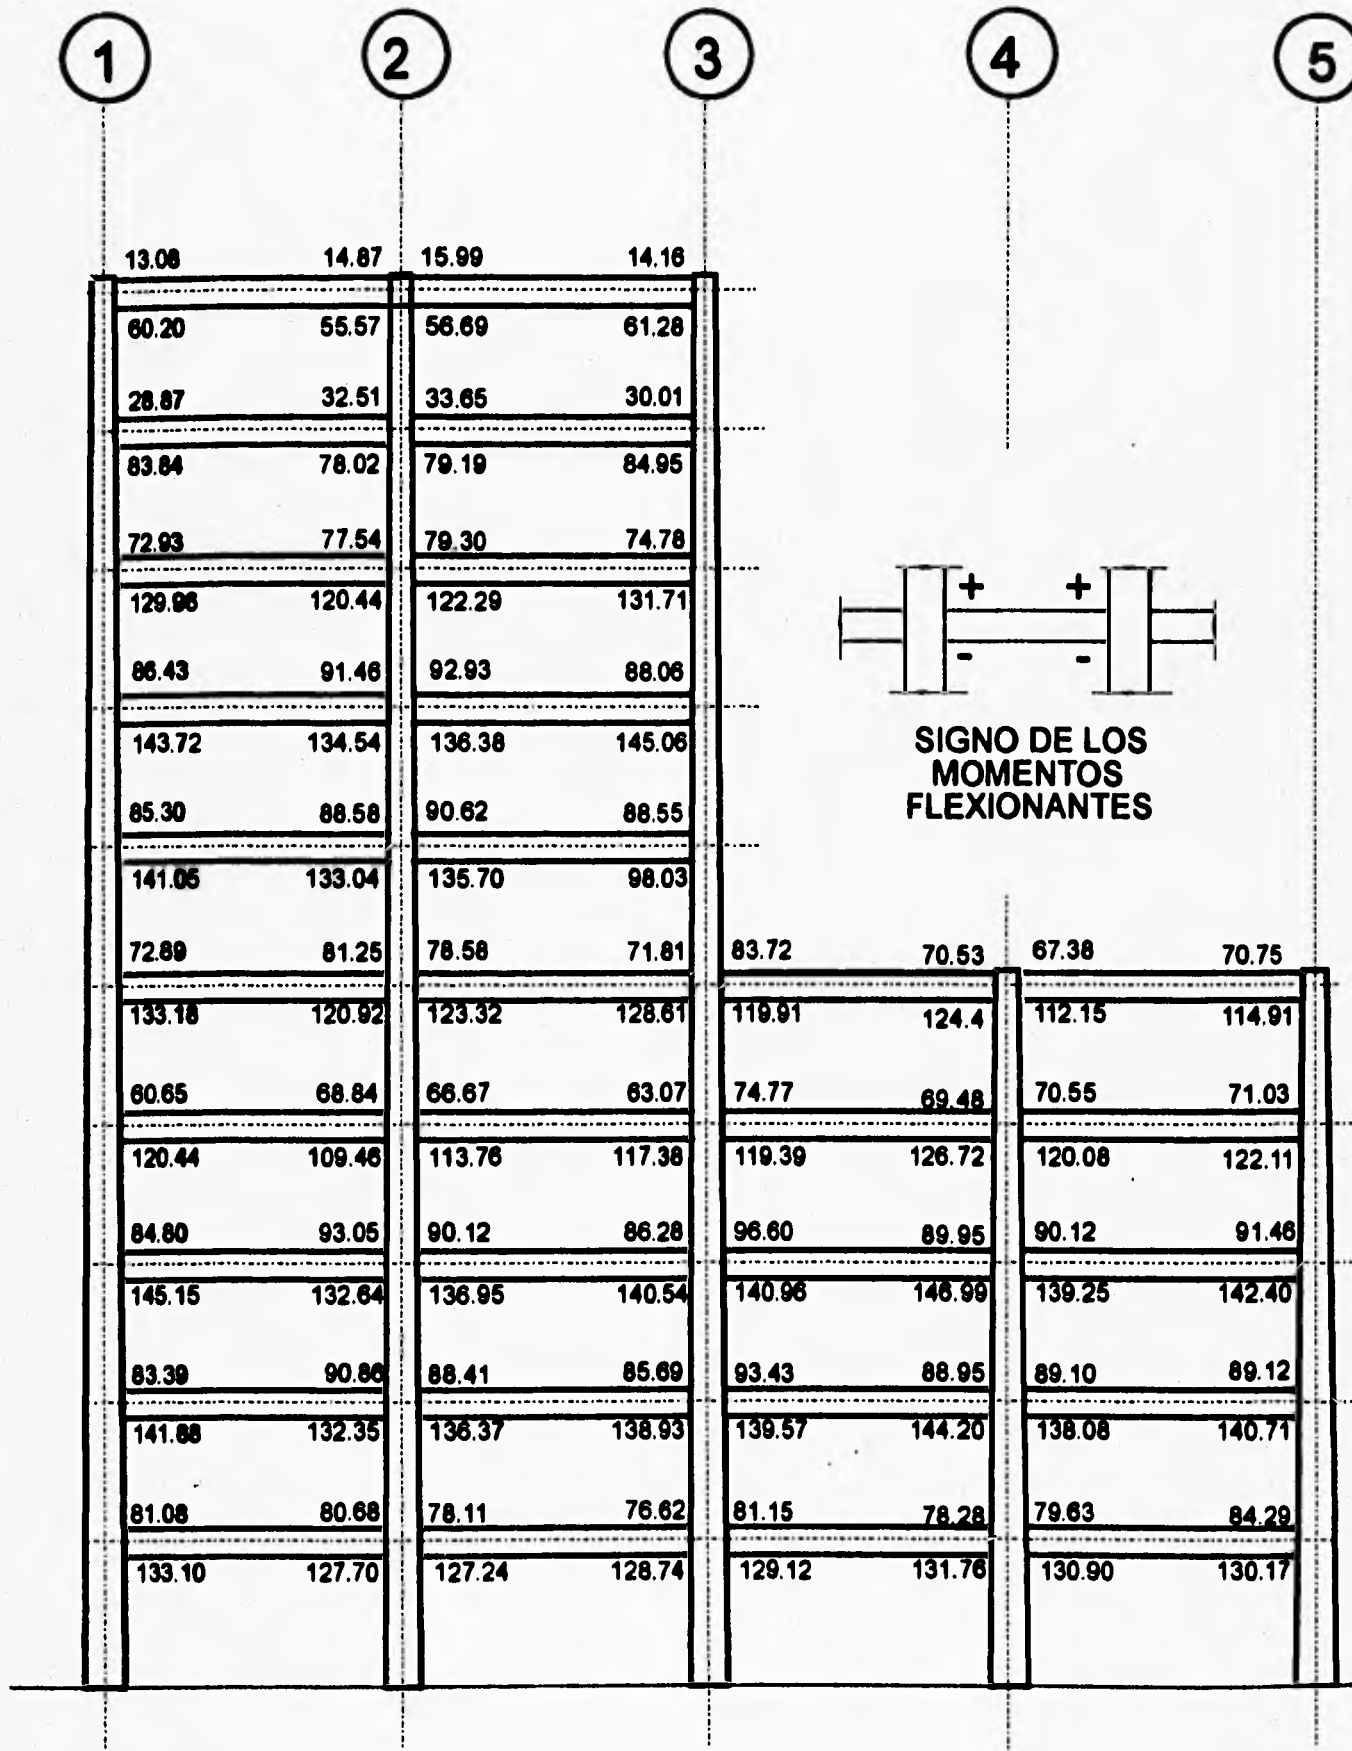 1 2 3 4 5
13.08 14.87 15.99 14.16
60.20 55.57 56.69 61.28
28.87 32.51 33.65 30.01
83.84 78.02 79.19 84.95
72.93 77.54 79.30 74.78
129.96 120.44 122.29 131.71
+ +
- -
86.43 91.46 92.93 88.06
143.72 134.54 136.38 145.06
SIGNO DE LOS
MOMENTOS
FLEXIONANTES
85.30 88.58 90.62 88.55
141.05 133.04 135.70 98.03
72.89 81.25 78.58 71.81 83.72 70.53 67.38 70.75
133.18 120.92 123.32 128.61 119.91 124.4 112.15 114.91
60.65 68.84 66.67 63.07 74.77 69.48 70.55 71.03
120.44 109.46 113.76 117.38 119.39 126.72 120.08 122.11
84.80 93.05 90.12 86.28 96.60 89.95 90.12 91.46
145.15 132.64 136.95 140.54 140.96 146.99 139.25 142.40
83.39 90.86 88.41 85.69 93.43 88.95 89.10 89.12
141.88 132.35 136.37 138.93 139.57 144.20 138.08 140.71
81.08 80.68 78.11 76.62 81.15 78.28 79.63 84.29
133.10 127.70 127.24 128.74 129.12 131.76 130.90 130.17